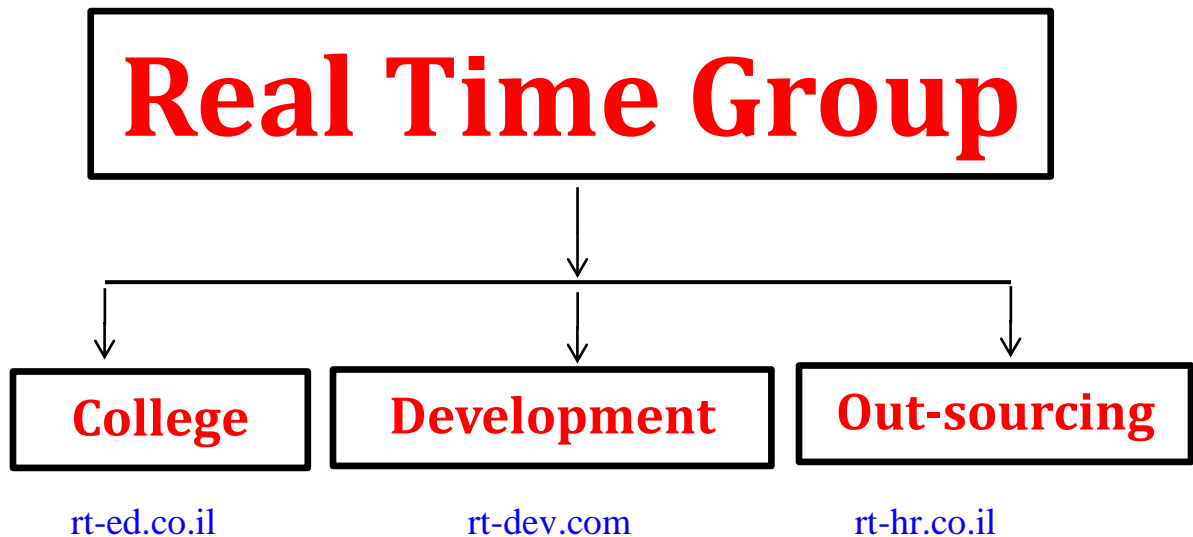 Real Time Group
College
Development
Out-sourcing
rt-ed.co.il
rt-dev.com
rt-hr.co.il